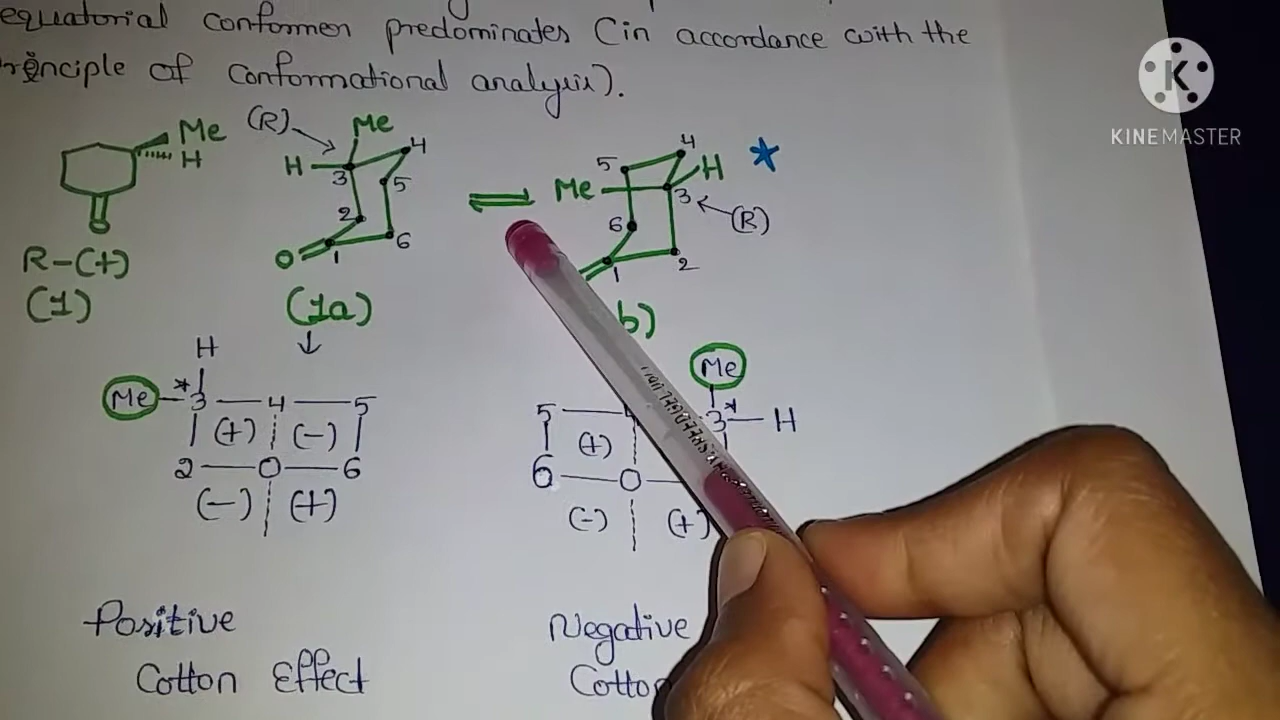 equatorial conformer predominates (in accordance with the
rinciple of conformational analysis).
KINEMASTER
Me
H
R-(+)
(1)
(R)
Me
H
3
4
5
2
6
O
1
(1a)
5
4
Me
H
3
(R)
6
2
1
b)
H
Me * 3 4 5
(+) (-)
2 O 6
(-) (+)
Me
5 3 * H
(+)
6 O
(-) (+)
Positive
Cotton Effect
Negative